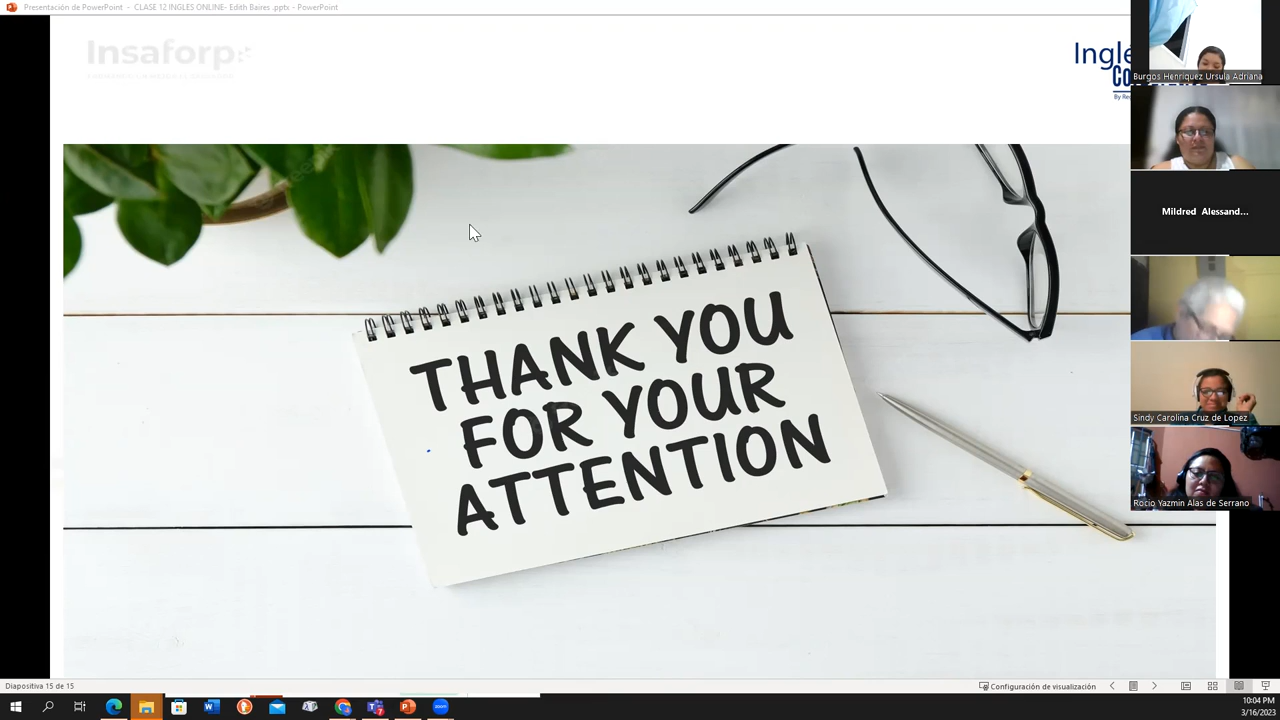 Presentación de PowerPoint - CLASE 12 INGLES ONLINE- Edith Baires .pptx - PowerPoint
Insaforp
Burgos Henriquez Ursula Adriana
Mildred Alessand...
Sindy Carolina Cruz de Lopez
Rocio Yazmin Alas de Serrano
THANK YOU
FOR YOUR
ATTENTION
Diapositiva 15 de 15
Configuración de visualización
10:04 PM
3/16/2023